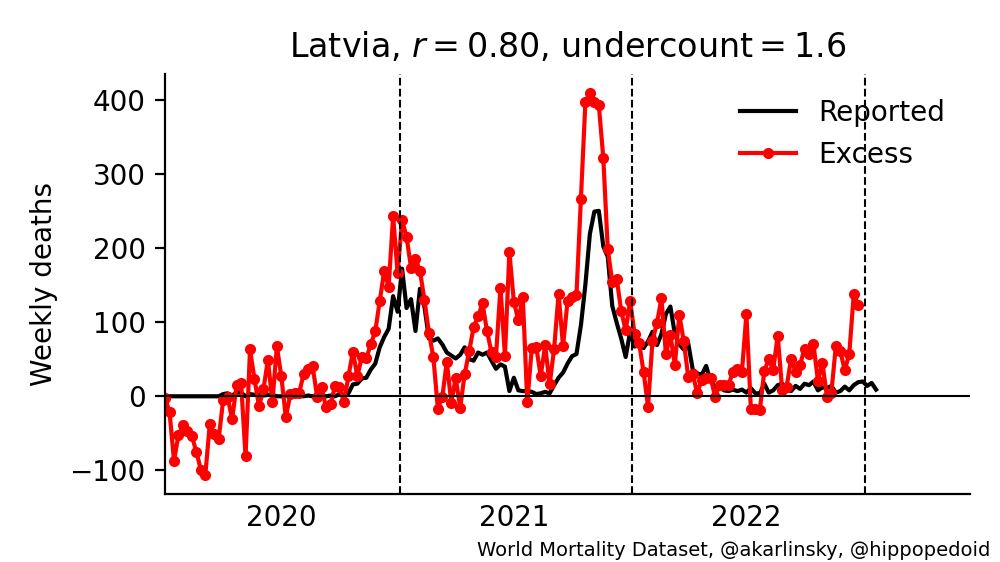 Latvia, r = 0.80, undercount = 1.6
Weekly deaths
400
300
200
100
0
−100
Reported
Excess
2020
2021
2022
World Mortality Dataset, @akarlinsky, @hippopedoid